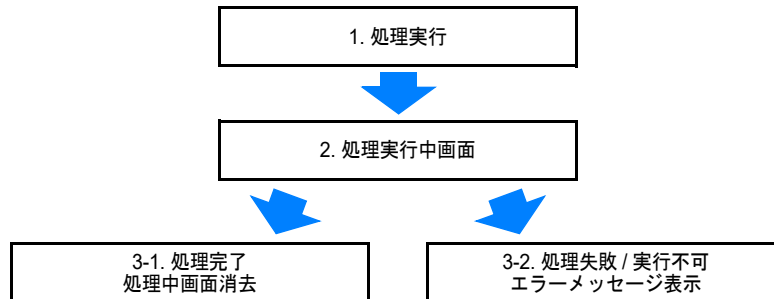 1. 処理実行
2. 処理実行中画面
3-1. 処理完了
処理中画面消去
3-2. 処理失敗 / 実行不可
エラーメッセージ表示